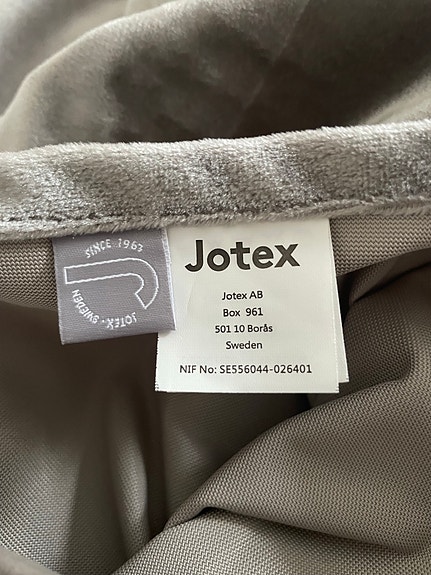 SINCE 1963
JOTEX • SWEDEN
Jotex
Jotex AB
Box 961
501 10 Borås
Sweden
NIF No: SE556044-026401